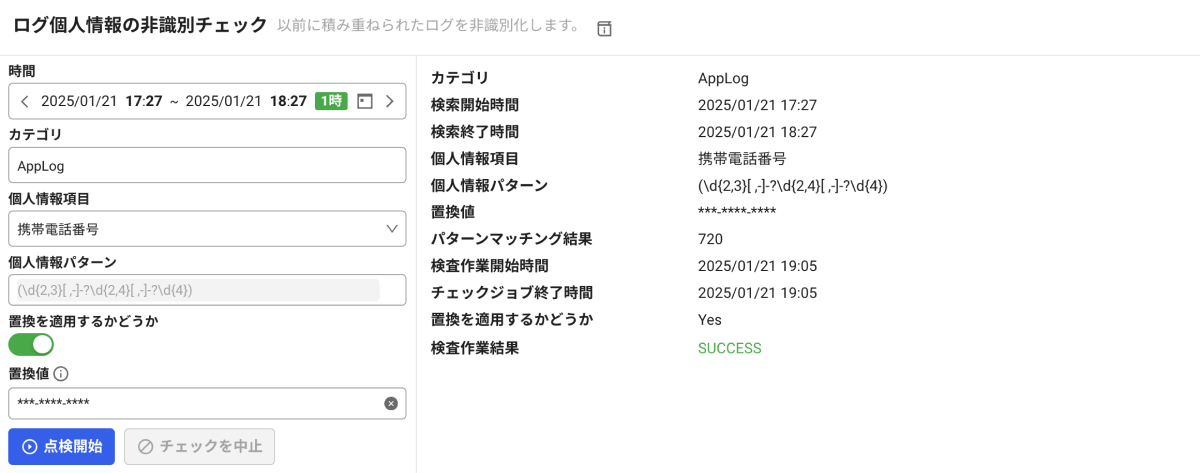 ログ個人情報の非識別チェック 以前に積み重ねられたログを非識別化します。
時間
2025/01/21 17:27 ~ 2025/01/21 18:27 1時
カテゴリ
AppLog
個人情報項目
携帯電話番号
個人情報パターン
(\d{2,3}[ ,-]-?\d{2,4}[ ,-]-?\d{4})
置換を適用するかどうか
置換値
***-****-****
点検開始 チェックを中止
カテゴリ AppLog
検索開始時間 2025/01/21 17:27
検索終了時間 2025/01/21 18:27
個人情報項目 携帯電話番号
個人情報パターン (\d{2,3}[ ,-]-?\d{2,4}[ ,-]-?\d{4})
置換値 ***-****-****
パターンマッチング結果 720
検査作業開始時間 2025/01/21 19:05
チェックジョブ終了時間 2025/01/21 19:05
置換を適用するかどうか Yes
検査作業結果 SUCCESS